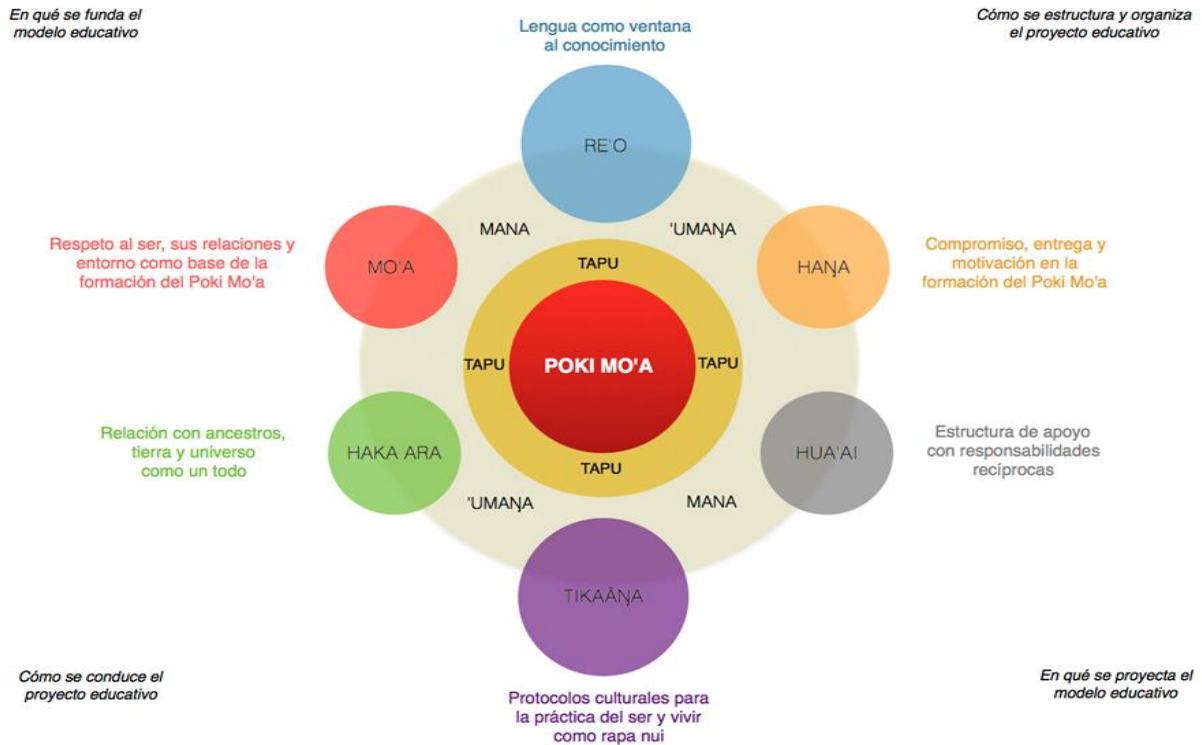 En qué se funda el
modelo educativo
Cómo se estructura y organiza
el proyecto educativo
Lengua como ventana
al conocimiento
RE'O
MANA
'UMAŊA
MO'A
Respeto al ser, sus relaciones y
entorno como base de la
formación del Poki Mo'a
HAŊA
Compromiso, entrega y
motivación en la
formación del Poki Mo'a
TAPU
TAPU
POKI MO'A
TAPU
TAPU
Relación con ancestros,
tierra y universo
como un todo
HAKA ARA
HUA'AI
Estructura de apoyo
con responsabilidades
recíprocas
'UMAŊA
MANA
TIKAĀŊA
Protocolos culturales para
la práctica del ser y vivir
como rapa nui
Cómo se conduce el
proyecto educativo
En qué se proyecta el
modelo educativo